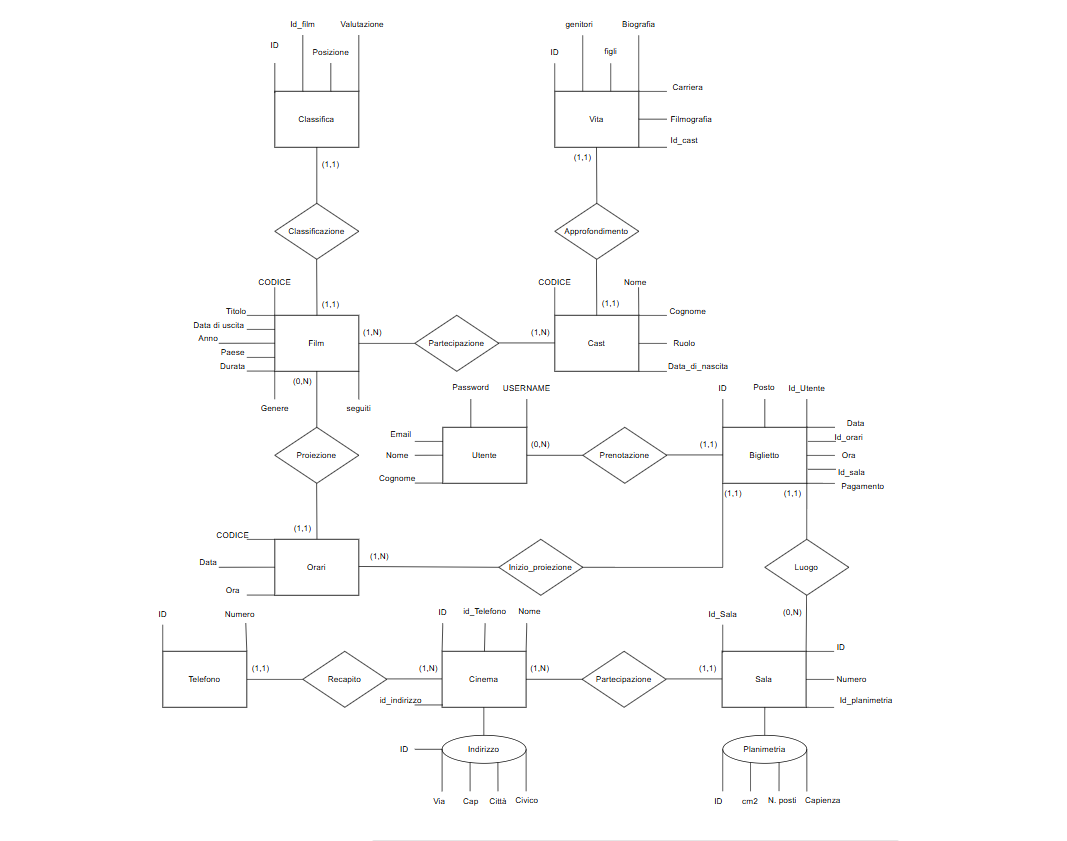 Id_film
Valutazione
ID
Posizione
Classifica
(1,1)
Classificazione
(1,1)
genitori
Biografia
ID
figli
Carriera
Vita
Filmografia
Id_cast
(1,1)
Approfondimento
(1,1)
CODICE
Titolo
Data di uscita
Anno
Paese
Durata
Film
(1,N)
Partecipazione
(1,N)
CODICE
Nome
Cognome
Cast
Ruolo
Data_di_nascita
(0,N)
Genere
seguiti
Proiezione
(1,1)
Password
USERNAME
Email
Nome
Cognome
Utente
(0,N)
Prenotazione
(1,1)
ID
Posto
Id_Utente
Data
Id_orari
Biglietto
Ora
Id_sala
Pagamento
(1,1)
(1,1)
CODICE
Data
Ora
Orari
(1,N)
Inizio_proiezione
Luogo
(0,N)
ID
Numero
Telefono
(1,1)
Recapito
(1,N)
ID
id_Telefono
Nome
Cinema
id_indirizzo
(1,N)
Partecipazione
(1,1)
Id_Sala
ID
Sala
Numero
Id_planimetria
ID
Indirizzo
Via
Cap
Città
Civico
Planimetria
ID
cm2
N. posti
Capienza